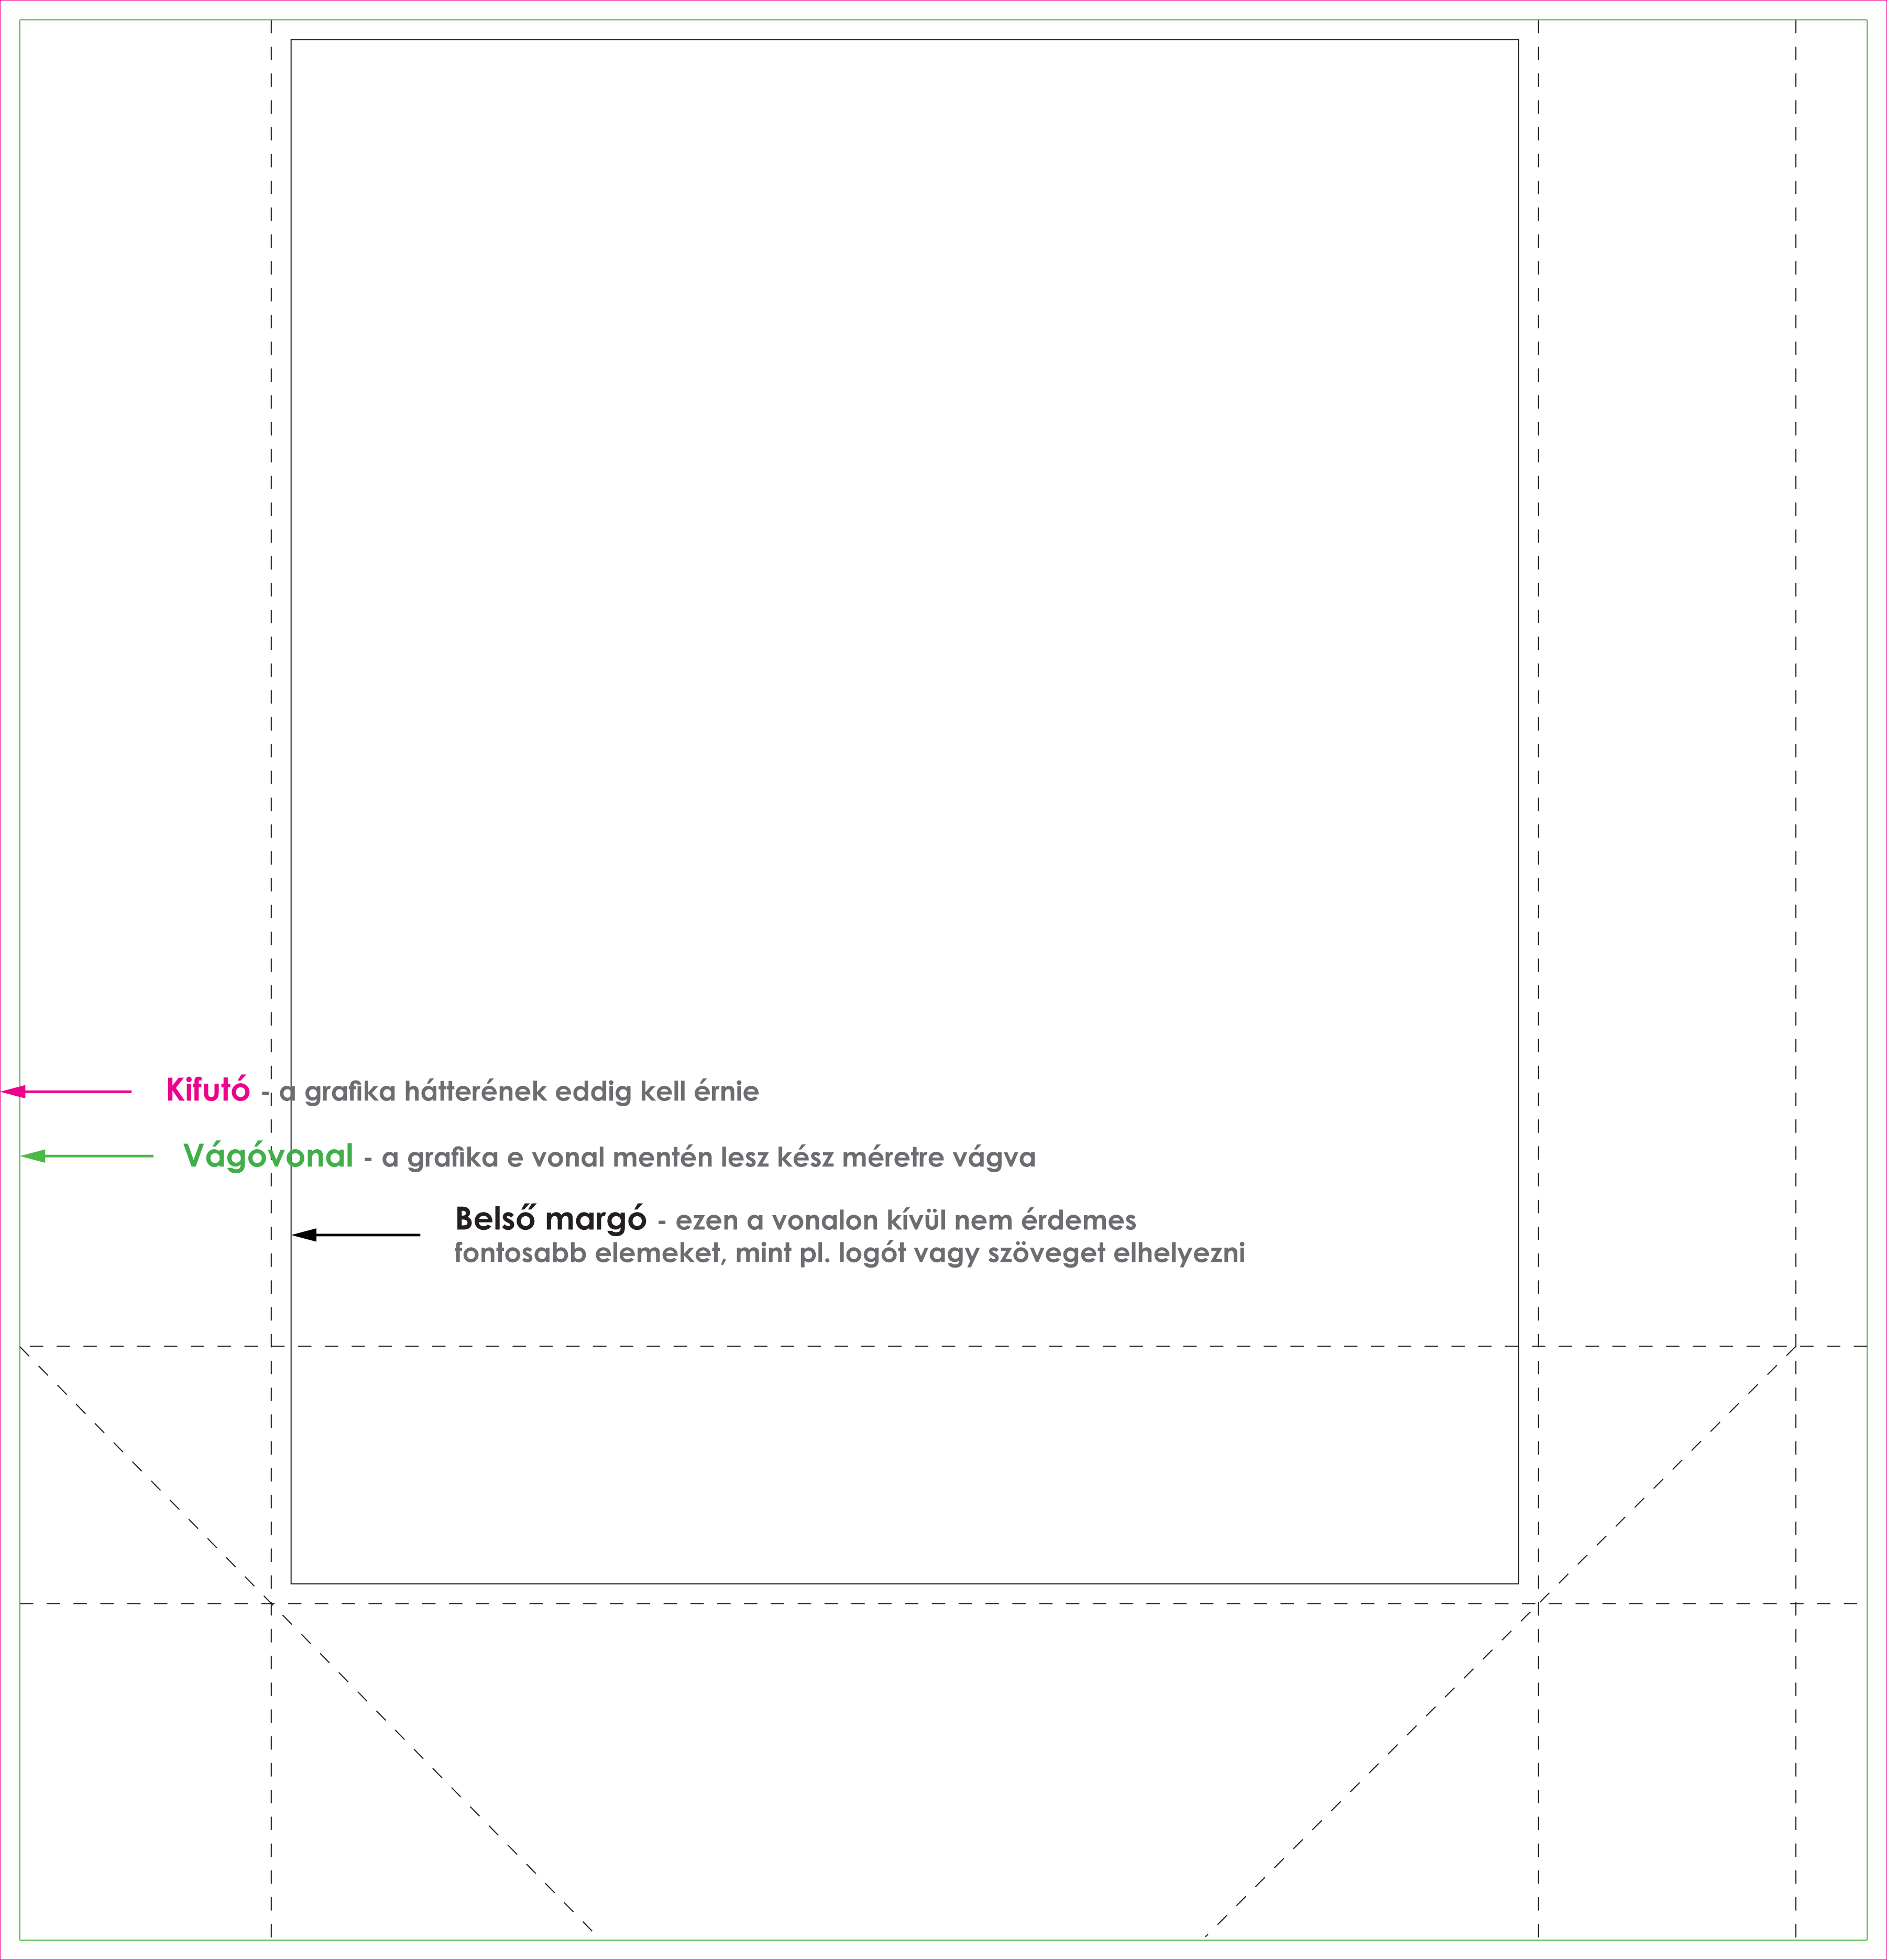 Kifutó - a grafika hátterének eddig kell érnie
Vágóvonal - a grafika e vonal mentén lesz kész méretre vágva
Belső margó - ezen a vonalon kívül nem érdemes
fontosabb elemeket, mint pl. logót vagy szöveget elhelyezni